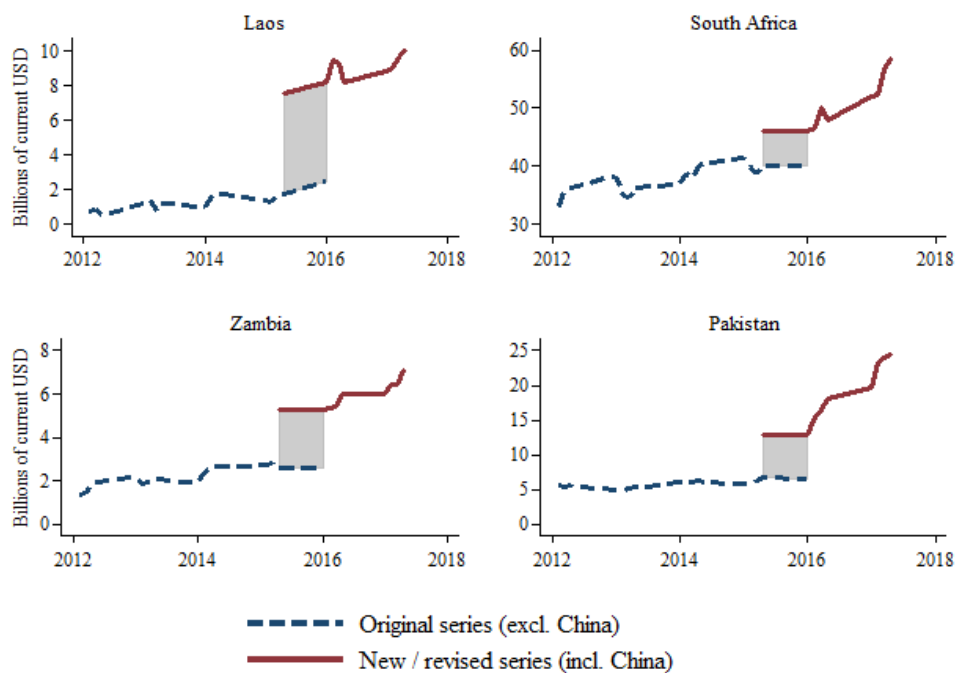 Laos
South Africa
Billions of current USD
10
8
6
4
2
0
2012 2014 2016 2018
60
50
40
30
2012 2014 2016 2018
Zambia
Pakistan
Billions of current USD
8
6
4
2
0
2012 2014 2016 2018
25
20
15
10
5
0
2012 2014 2016 2018
Original series (excl. China)
New / revised series (incl. China)